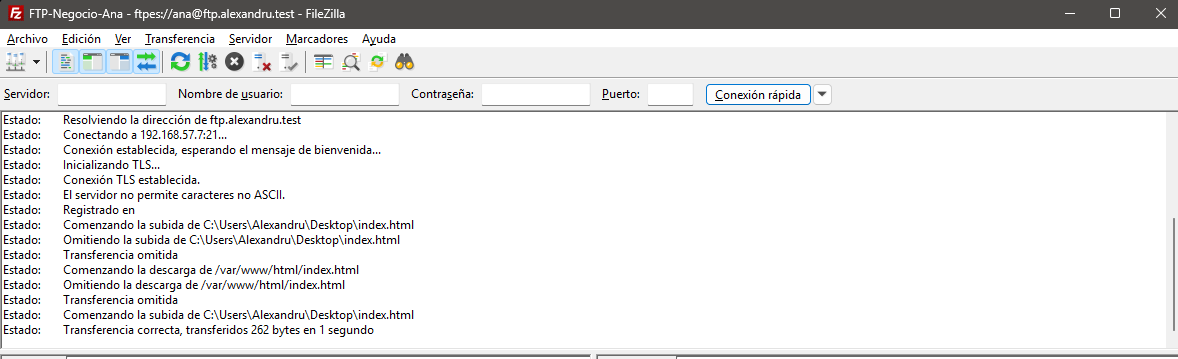 FTP-Negocio-Ana - ftpes://ana@ftp.alexandru.test - FileZilla
Archivo Edición Ver Transferencia Servidor Marcadores Ayuda
Servidor: Nombre de usuario: Contraseña: Puerto: Conexión rápida
Estado: Resolviendo la dirección de ftp.alexandru.test
Estado: Conectando a 192.168.57.7:21...
Estado: Conexión establecida, esperando el mensaje de bienvenida...
Estado: Inicializando TLS...
Estado: Conexión TLS establecida.
Estado: El servidor no permite caracteres no ASCII.
Estado: Registrado en
Estado: Comenzando la subida de C:\Users\Alexandru\Desktop\index.html
Estado: Omitiendo la subida de C:\Users\Alexandru\Desktop\index.html
Estado: Transferencia omitida
Estado: Comenzando la descarga de /var/www/html/index.html
Estado: Omitiendo la descarga de /var/www/html/index.html
Estado: Transferencia omitida
Estado: Comenzando la subida de C:\Users\Alexandru\Desktop\index.html
Estado: Transferencia correcta, transferidos 262 bytes en 1 segundo